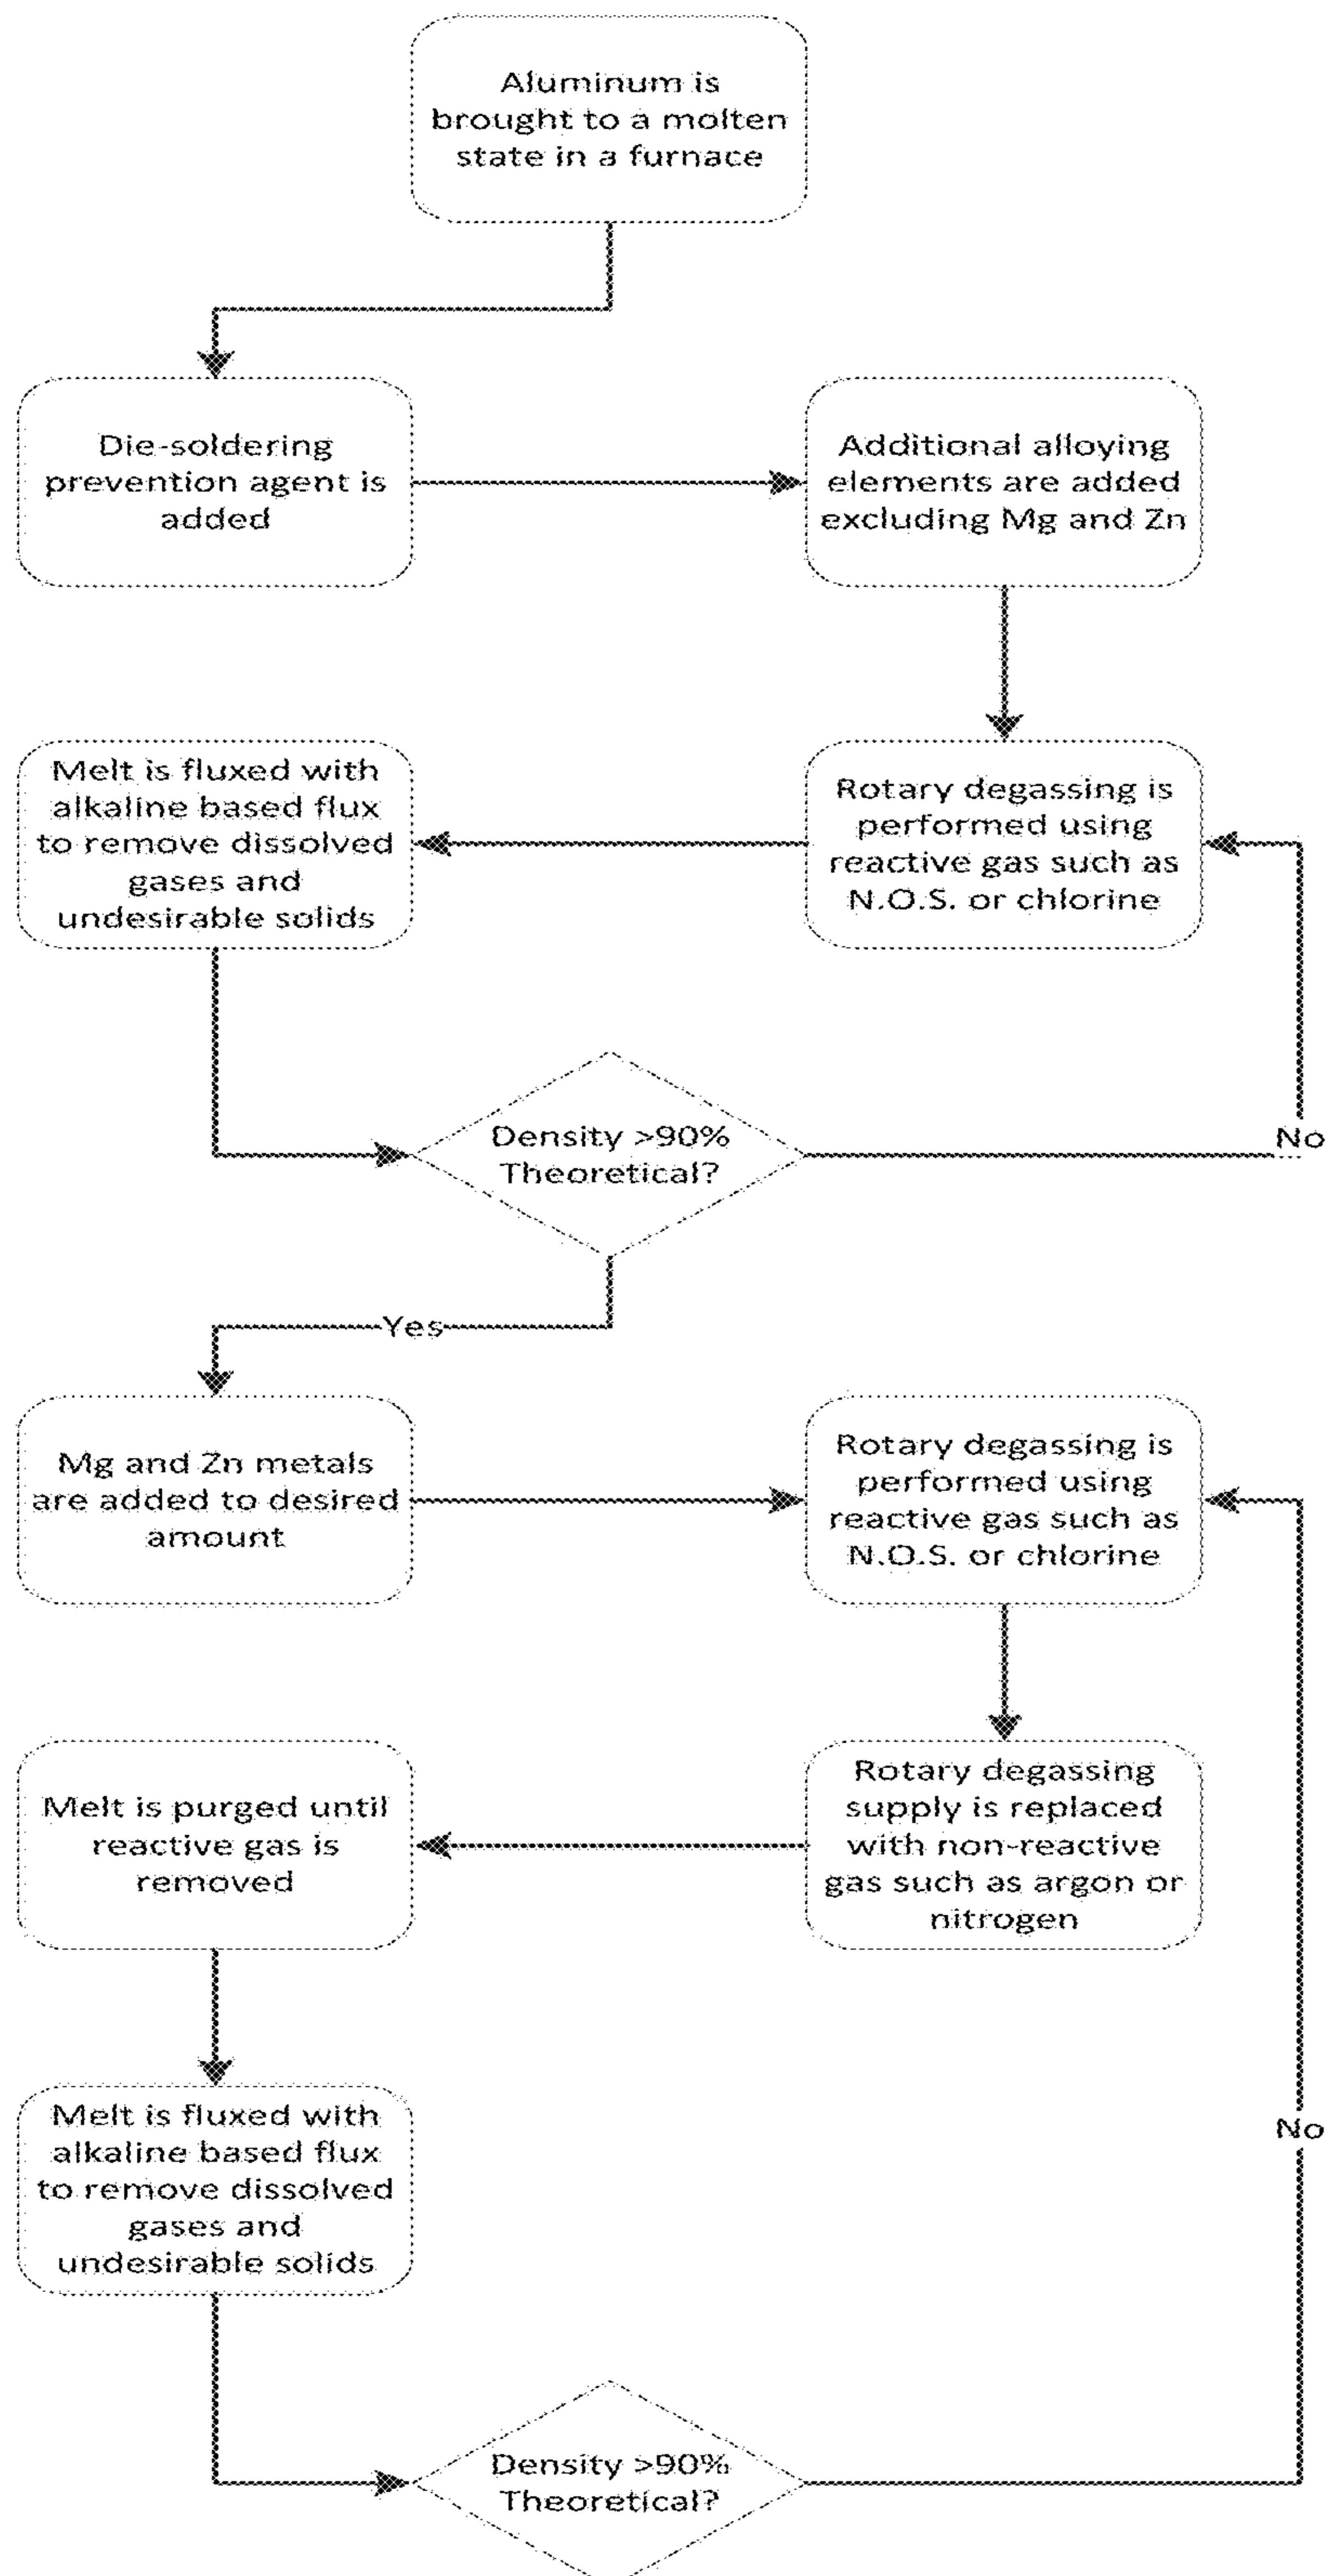 Aluminum is
brought to a molten
state in a furnace
Die-soldering
prevention agent is
added
Additional alloying
elements are added
excluding Mg and Zn
Rotary degassing is
performed using
reactive gas such as
N.O.S. or chlorine
Melt is fluxed with
alkaline based flux
to remove dissolved
gases and
undesirable solids
Density >90%
Theoretical?
No
Yes
Mg and Zn metals
are added to desired
amount
Rotary degassing is
performed using
reactive gas such as
N.O.S. or chlorine
Rotary degassing
supply is replaced
with non-reactive
gas such as argon or
nitrogen
Melt is purged until
reactive gas is
removed
Melt is fluxed with
alkaline based flux
to remove dissolved
gases and
undesirable solids
No
Density >90%
Theoretical?